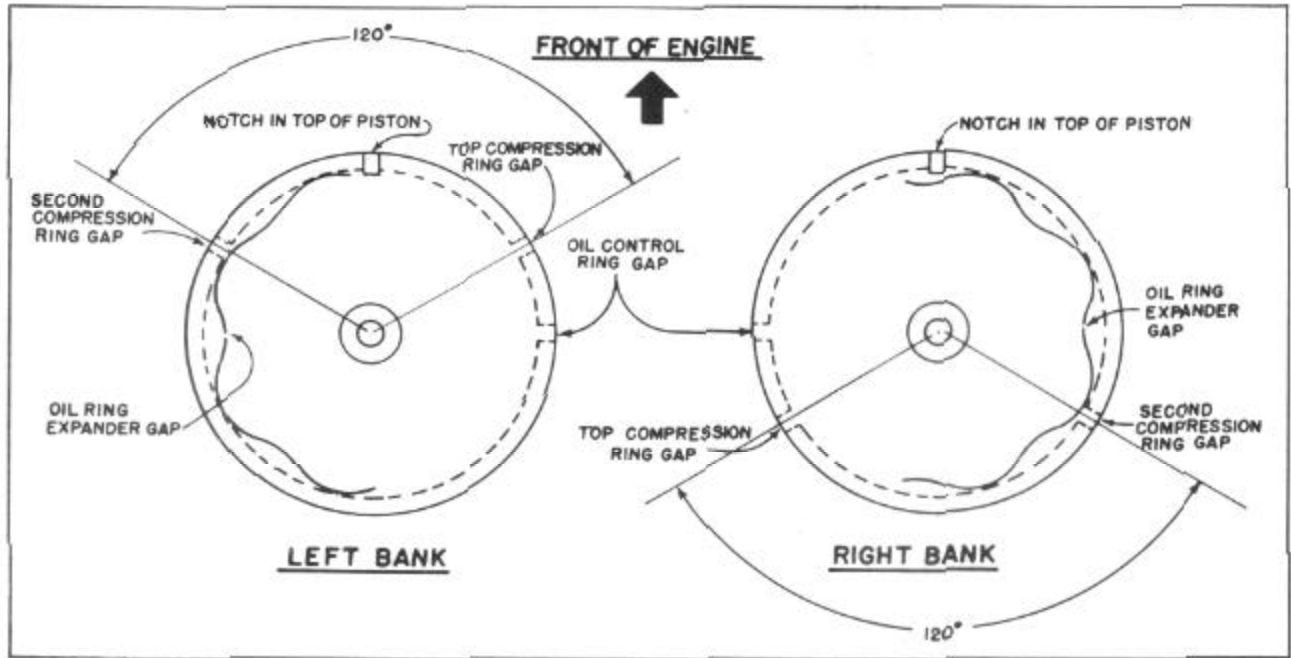 120°
FRONT OF ENGINE
NOTCH IN TOP OF PISTON
TOP COMPRESSION
RING GAP
SECOND
COMPRESSION
RING GAP
OIL RING
EXPANDER GAP
OIL CONTROL
RING GAP
LEFT BANK
NOTCH IN TOP OF PISTON
OIL RING
EXPANDER
GAP
TOP COMPRESSION
RING GAP
SECOND
COMPRESSION
RING GAP
RIGHT BANK
120°